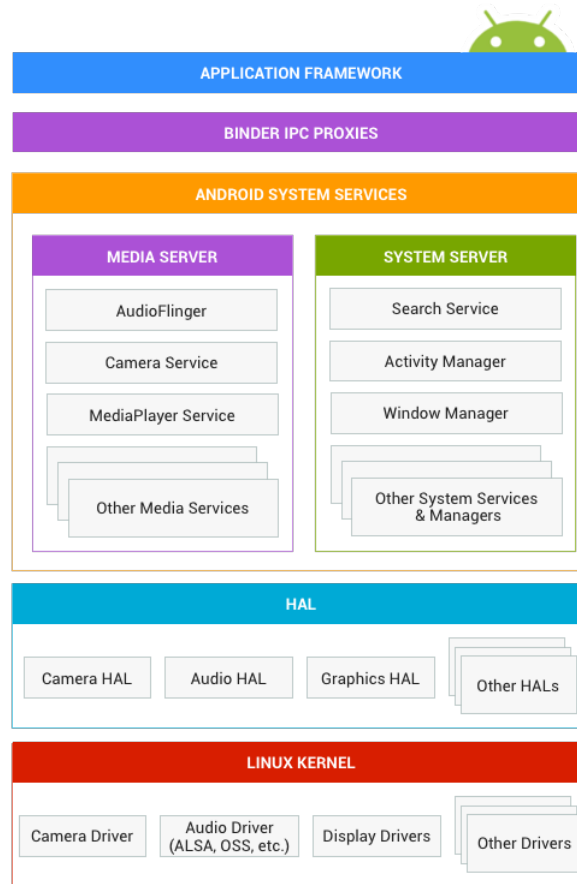 APPLICATION FRAMEWORK
BINDER IPC PROXIES
ANDROID SYSTEM SERVICES
MEDIA SERVER
AudioFlinger
Camera Service
MediaPlayer Service
Other Media Services
SYSTEM SERVER
Search Service
Activity Manager
Window Manager
Other System Services
& Managers
HAL
Camera HAL
Audio HAL
Graphics HAL
Other HALs
LINUX KERNEL
Camera Driver
Audio Driver
(ALSA, OSS, etc.)
Display Drivers
Other Drivers